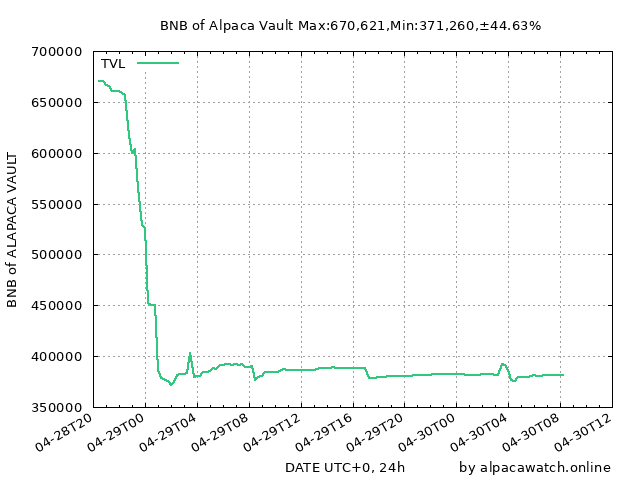 BNB of Alpaca Vault Max:670,621,Min:371,260,±44.63%
TVL
BNB of ALAPACA VAULT
700000
650000
600000
550000
500000
450000
400000
350000
04-28T20
04-29T00
04-29T04
04-29T08
04-29T12
04-29T16
04-29T20
04-30T00
04-30T04
04-30T08
04-30T12
DATE UTC+0, 24h
by alpacawatch.online